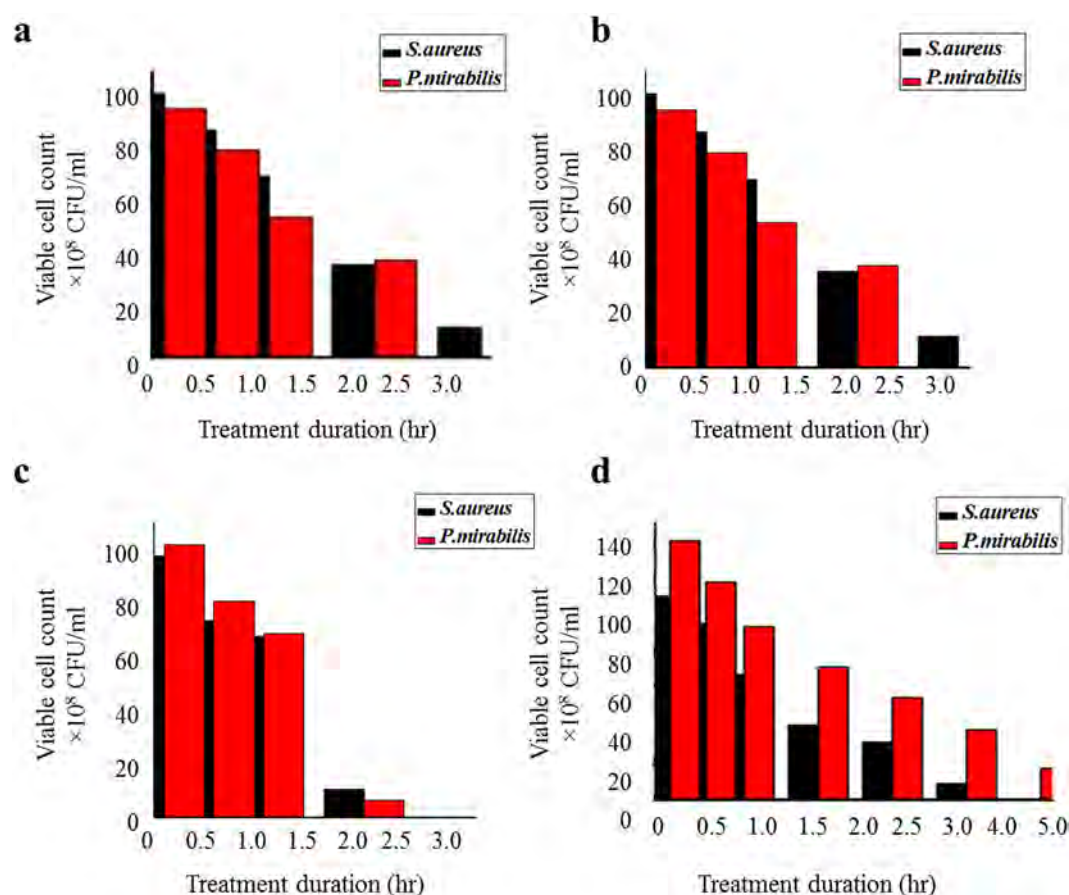 a
S.aureus
P.mirabilis
100
80
60
40
20
0
Viable cell count
×10⁸ CFU/ml
0 0.5 1.0 1.5 2.0 2.5 3.0
Treatment duration (hr)
b
S.aureus
P.mirabilis
100
80
60
40
20
0
Viable cell count
×10⁸ CFU/ml
0 0.5 1.0 1.5 2.0 2.5 3.0
Treatment duration (hr)
c
S.aureus
P.mirabilis
100
80
60
40
20
0
Viable cell count
×10⁸ CFU/ml
0 0.5 1.0 1.5 2.0 2.5 3.0
Treatment duration (hr)
d
S.aureus
P.mirabilis
140
120
100
80
60
40
20
0
Viable cell count
×10⁸ CFU/ml
0 0.5 1.0 1.5 2.0 2.5 3.0 4.0 5.0
Treatment duration (hr)